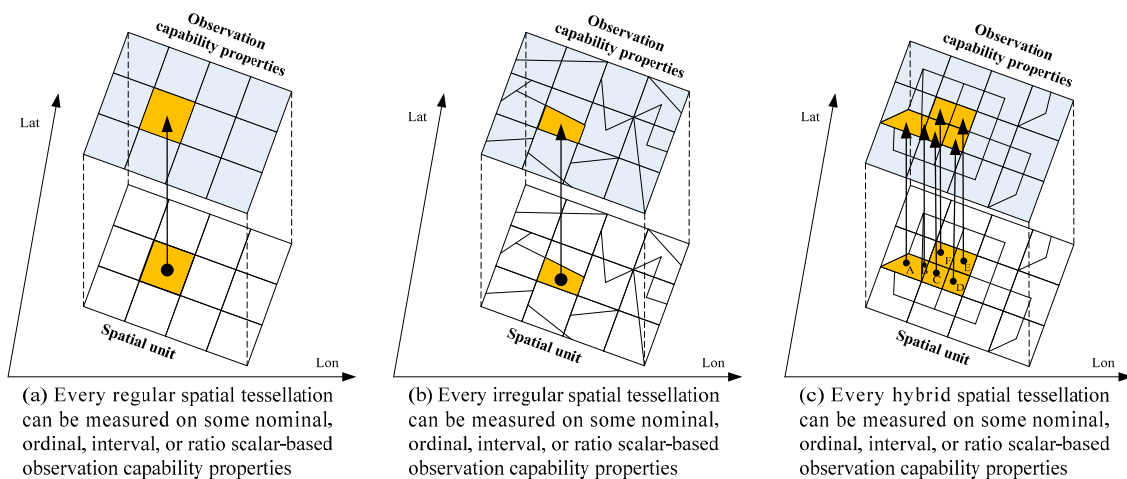 Observation
capability properties
Lat
Spatial unit
Lon
(a) Every regular spatial tessellation
can be measured on some nominal,
ordinal, interval, or ratio scalar-based
observation capability properties
Observation
capability properties
Lat
Spatial unit
Lon
(b) Every irregular spatial tessellation
can be measured on some nominal,
ordinal, interval, or ratio scalar-based
observation capability properties
Observation
capability properties
Lat
F
E
A
C
D
Spatial unit
Lon
(c) Every hybrid spatial tessellation
can be measured on some nominal,
ordinal, interval, or ratio scalar-based
observation capability properties